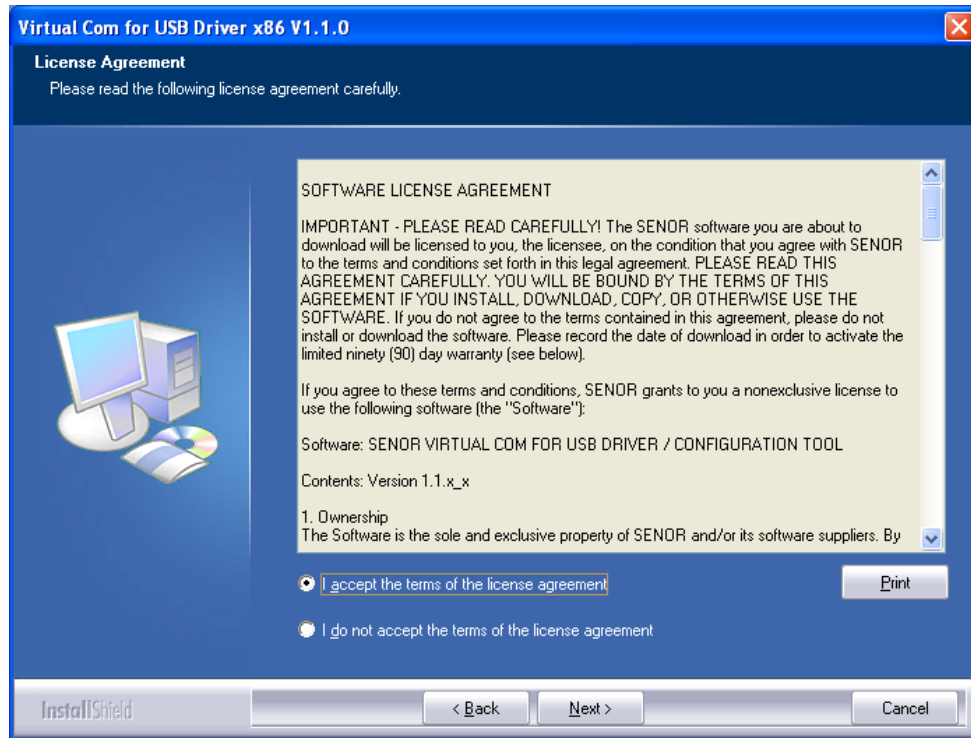 Virtual Com for USB Driver x86 V1.1.0
License Agreement
Please read the following license agreement carefully.
SOFTWARE LICENSE AGREEMENT
IMPORTANT - PLEASE READ CAREFULLY! The SENOR software you are about to
download will be licensed to you, the licensee, on the condition that you agree with SENOR
to the terms and conditions set forth in this legal agreement. PLEASE READ THIS
AGREEMENT CAREFULLY. YOU WILL BE BOUND BY THE TERMS OF THIS
AGREEMENT IF YOU INSTALL, DOWNLOAD, COPY, OR OTHERWISE USE THE
SOFTWARE. If you do not agree to the terms contained in this agreement, please do not
install or download the software. Please record the date of download in order to activate the
limited ninety (90) day warranty (see below).
If you agree to these terms and conditions, SENOR grants to you a nonexclusive license to
use the following software (the "Software"):
Software: SENOR VIRTUAL COM FOR USB DRIVER / CONFIGURATION TOOL
Contents: Version 1.1.x_x
1. Ownership
The Software is the sole and exclusive property of SENOR and/or its software suppliers. By
I accept the terms of the license agreement
Print
I do not accept the terms of the license agreement
InstallShield
< Back
Next >
Cancel